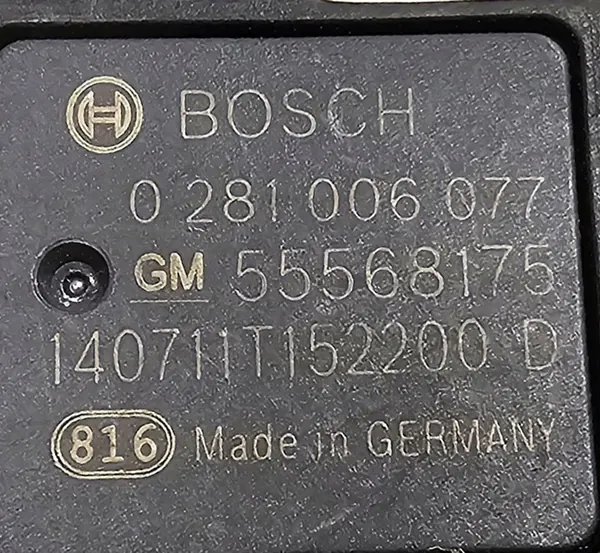 BOSCH
0 281 006 077
GM 55568175
140711T152200 D
816 Made in GERMANY